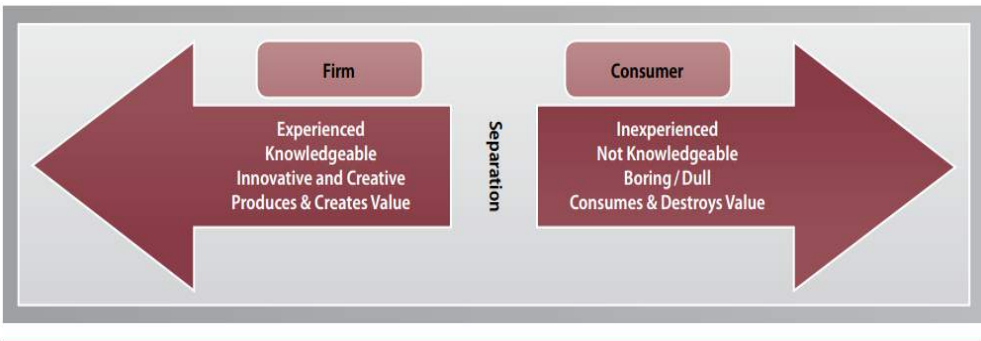 Firm
Experienced
Knowledgeable
Innovative and Creative
Produces & Creates Value
Separation
Consumer
Inexperienced
Not Knowledgeable
Boring / Dull
Consumes & Destroys Value